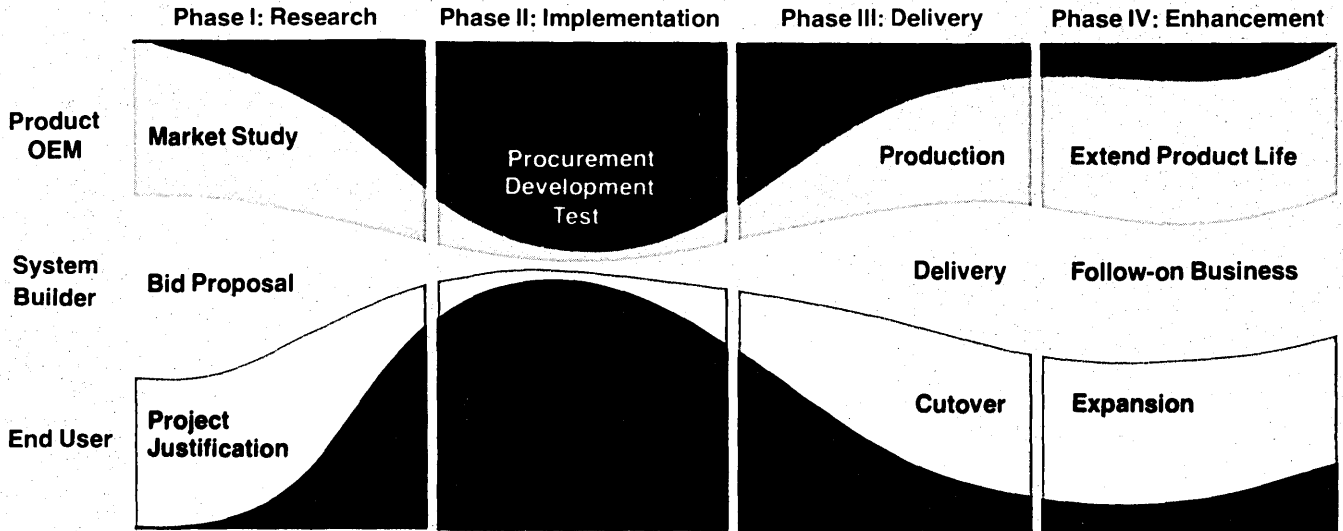 Phase I: Research
Phase II: Implementation
Phase III: Delivery
Phase IV: Enhancement
Product
OEM
Market Study
Procurement
Development
Test
Production
Extend Product Life
System
Builder
Bid Proposal
Delivery
Follow-on Business
End User
Project
Justification
Cutover
Expansion